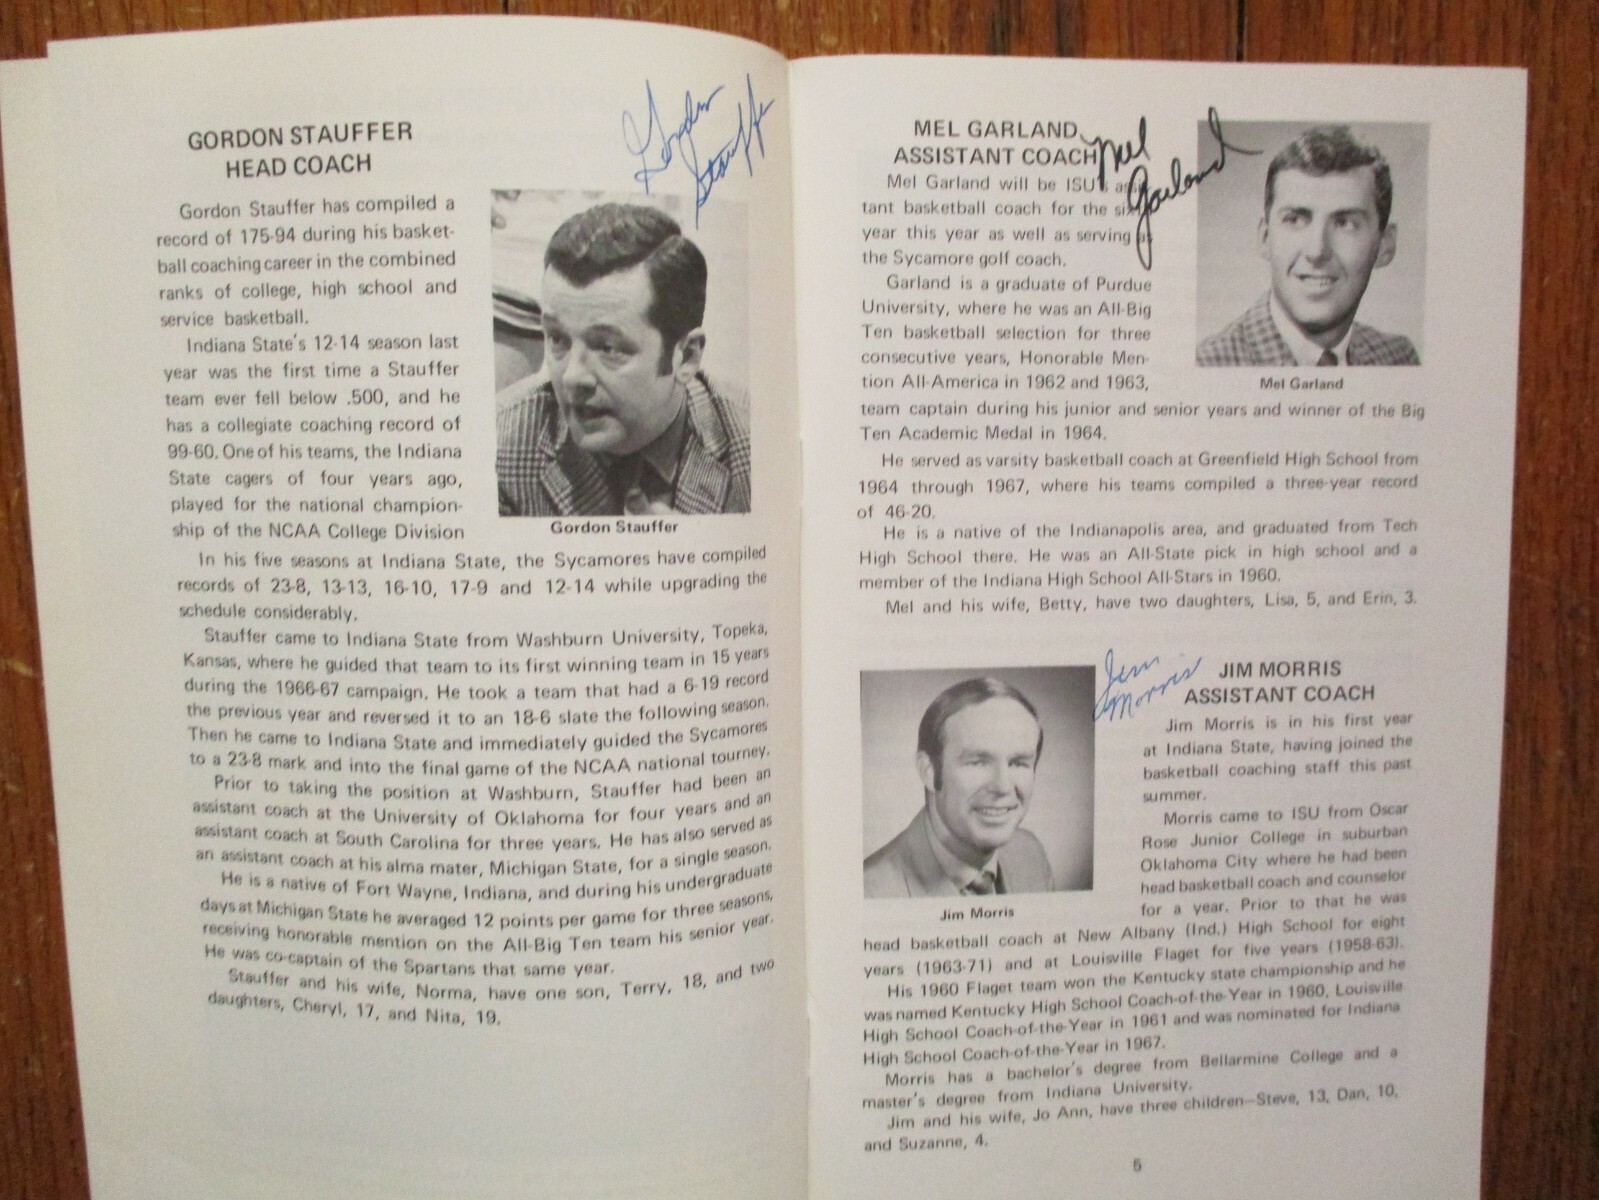 GORDON STAUFFER
HEAD COACH
Gordon
Stauffer
Gordon Stauffer has compiled a
record of 175-94 during his basket-
ball coaching career in the combined
ranks of college, high school and
service basketball.
Indiana State's 12-14 season last
year was the first time a Stauffer
team ever fell below .500, and he
has a collegiate coaching record of
99-60. One of his teams, the Indiana
State cagers of four years ago,
played for the national champion-
ship of the NCAA College Division
Gordon Stauffer
In his five seasons at Indiana State, the Sycamores have compiled
records of 23-8, 13-13, 16-10, 17-9 and 12-14 while upgrading the
schedule considerably.
Stauffer came to Indiana State from Washburn University, Topeka,
Kansas, where he guided that team to its first winning team in 15 years
during the 1966-67 campaign. He took a team that had a 6-19 record
the previous year and reversed it to an 18-6 slate the following season.
Then he came to Indiana State and immediately guided the Sycamores
to a 23-8 mark and into the final game of the NCAA national tourney.
Prior to taking the position at Washburn, Stauffer had been an
assistant coach at the University of Oklahoma for four years and an
assistant coach at South Carolina for three years. He has also served as
an assistant coach at his alma mater, Michigan State, for a single season.
He is a native of Fort Wayne, Indiana, and during his undergraduate
days at Michigan State he averaged 12 points per game for three seasons,
receiving honorable mention on the All-Big Ten team his senior year.
He was co-captain of the Spartans that same year.
Stauffer and his wife, Norma, have one son, Terry, 18, and two
daughters, Cheryl, 17, and Nita, 19.
MEL GARLAND
ASSISTANT COACH
Mel
Garland
Mel Garland will be ISU's assis-
tant basketball coach for the sixth
year this year as well as serving as
the Sycamore golf coach.
Garland is a graduate of Purdue
University, where he was an All-Big
Ten basketball selection for three
consecutive years, Honorable Men-
tion All-America in 1962 and 1963,
Mel Garland
team captain during his junior and senior years and winner of the Big
Ten Academic Medal in 1964.
He served as varsity basketball coach at Greenfield High School from
1964 through 1967, where his teams compiled a three-year record
of 46-20.
He is a native of the Indianapolis area, and graduated from Tech
High School there. He was an All-State pick in high school and a
member of the Indiana High School All-Stars in 1960.
Mel and his wife, Betty, have two daughters, Lisa, 5, and Erin, 3.
Jim
Morris
JIM MORRIS
ASSISTANT COACH
Jim Morris
Jim Morris is in his first year
at Indiana State, having joined the
basketball coaching staff this past
summer.
Morris came to ISU from Oscar
Rose Junior College in suburban
Oklahoma City where he had been
head basketball coach and counselor
for a year. Prior to that he was
head basketball coach at New Albany (Ind.) High School for eight
years (1963-71) and at Louisville Flaget for five years (1958-63).
His 1960 Flaget team won the Kentucky state championship and he
was named Kentucky High School Coach-of-the-Year in 1960, Louisville
High School Coach-of-the-Year in 1961 and was nominated for Indiana
High School Coach-of-the-Year in 1967.
Morris has a bachelor's degree from Bellarmine College and a
master's degree from Indiana University.
Jim and his wife, Jo Ann, have three children—Steve, 13, Dan, 10,
and Suzanne, 4.
5